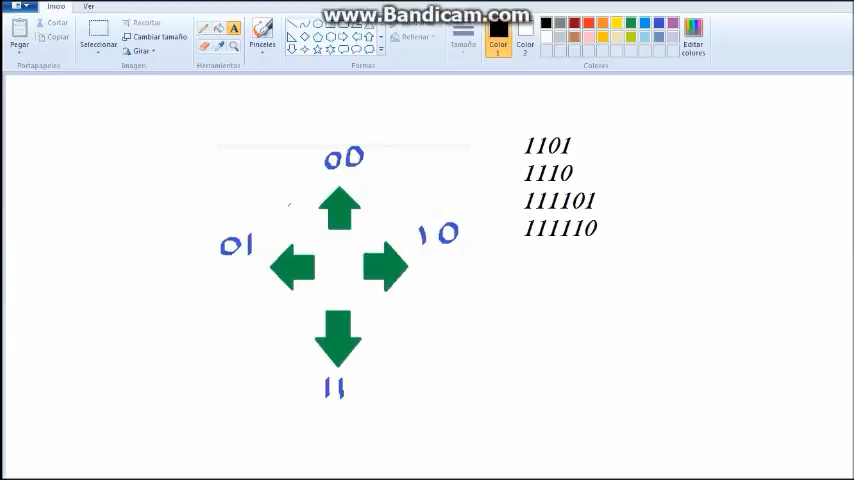 Inicio Ver
www.Bandicam.com
Pegar
Cortar
Copiar
Portapapeles
Seleccionar
Recortar
Cambiar tamaño
Girar
Imagen
A
Herramientas
Pinceles
Rellenar
Formas
Tamaño
Color
1
Color
2
Colores
Editar
colores
00
01
10
11
1101
1110
111101
111110